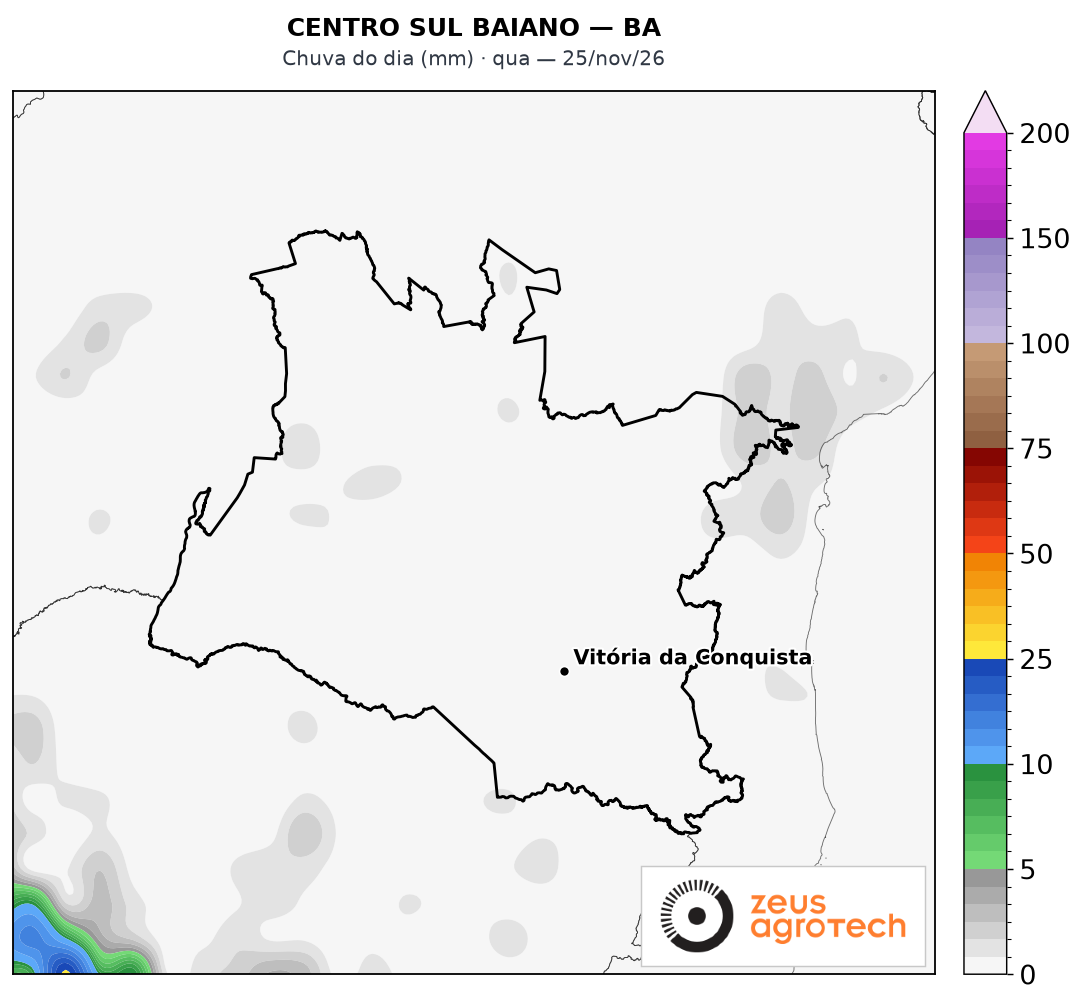 CENTRO SUL BAIANO — BA
Chuva do dia (mm) · qua — 25/nov/26
200
150
100
75
50
25
10
5
0
Vitória da Conquista
zeus
agrotech